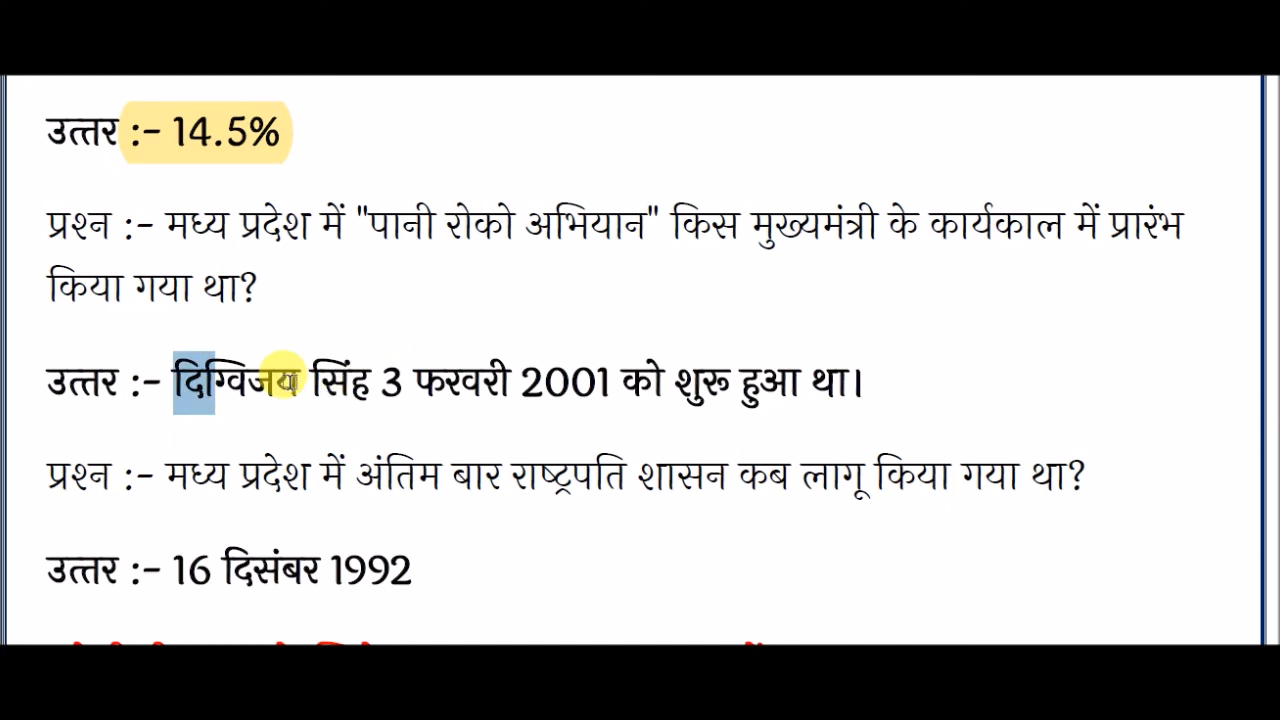 उत्तर :- 14.5%
प्रश्न :- मध्य प्रदेश में "पानी रोको अभियान" किस मुख्यमंत्री के कार्यकाल में प्रारंभ
किया गया था?
उत्तर :- दिग्विजय सिंह 3 फरवरी 2001 को शुरू हुआ था।
प्रश्न :- मध्य प्रदेश में अंतिम बार राष्ट्रपति शासन कब लागू किया गया था?
उत्तर :- 16 दिसंबर 1992